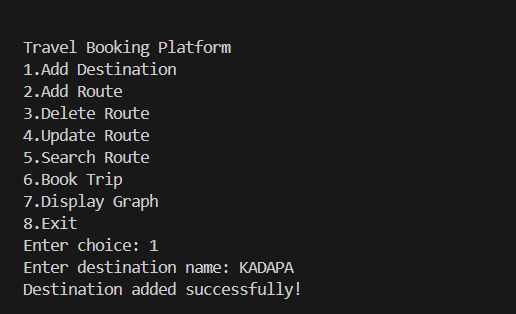 Travel Booking Platform
1.Add Destination
2.Add Route
3.Delete Route
4.Update Route
5.Search Route
6.Book Trip
7.Display Graph
8.Exit
Enter choice: 1
Enter destination name: KADAPA
Destination added successfully!